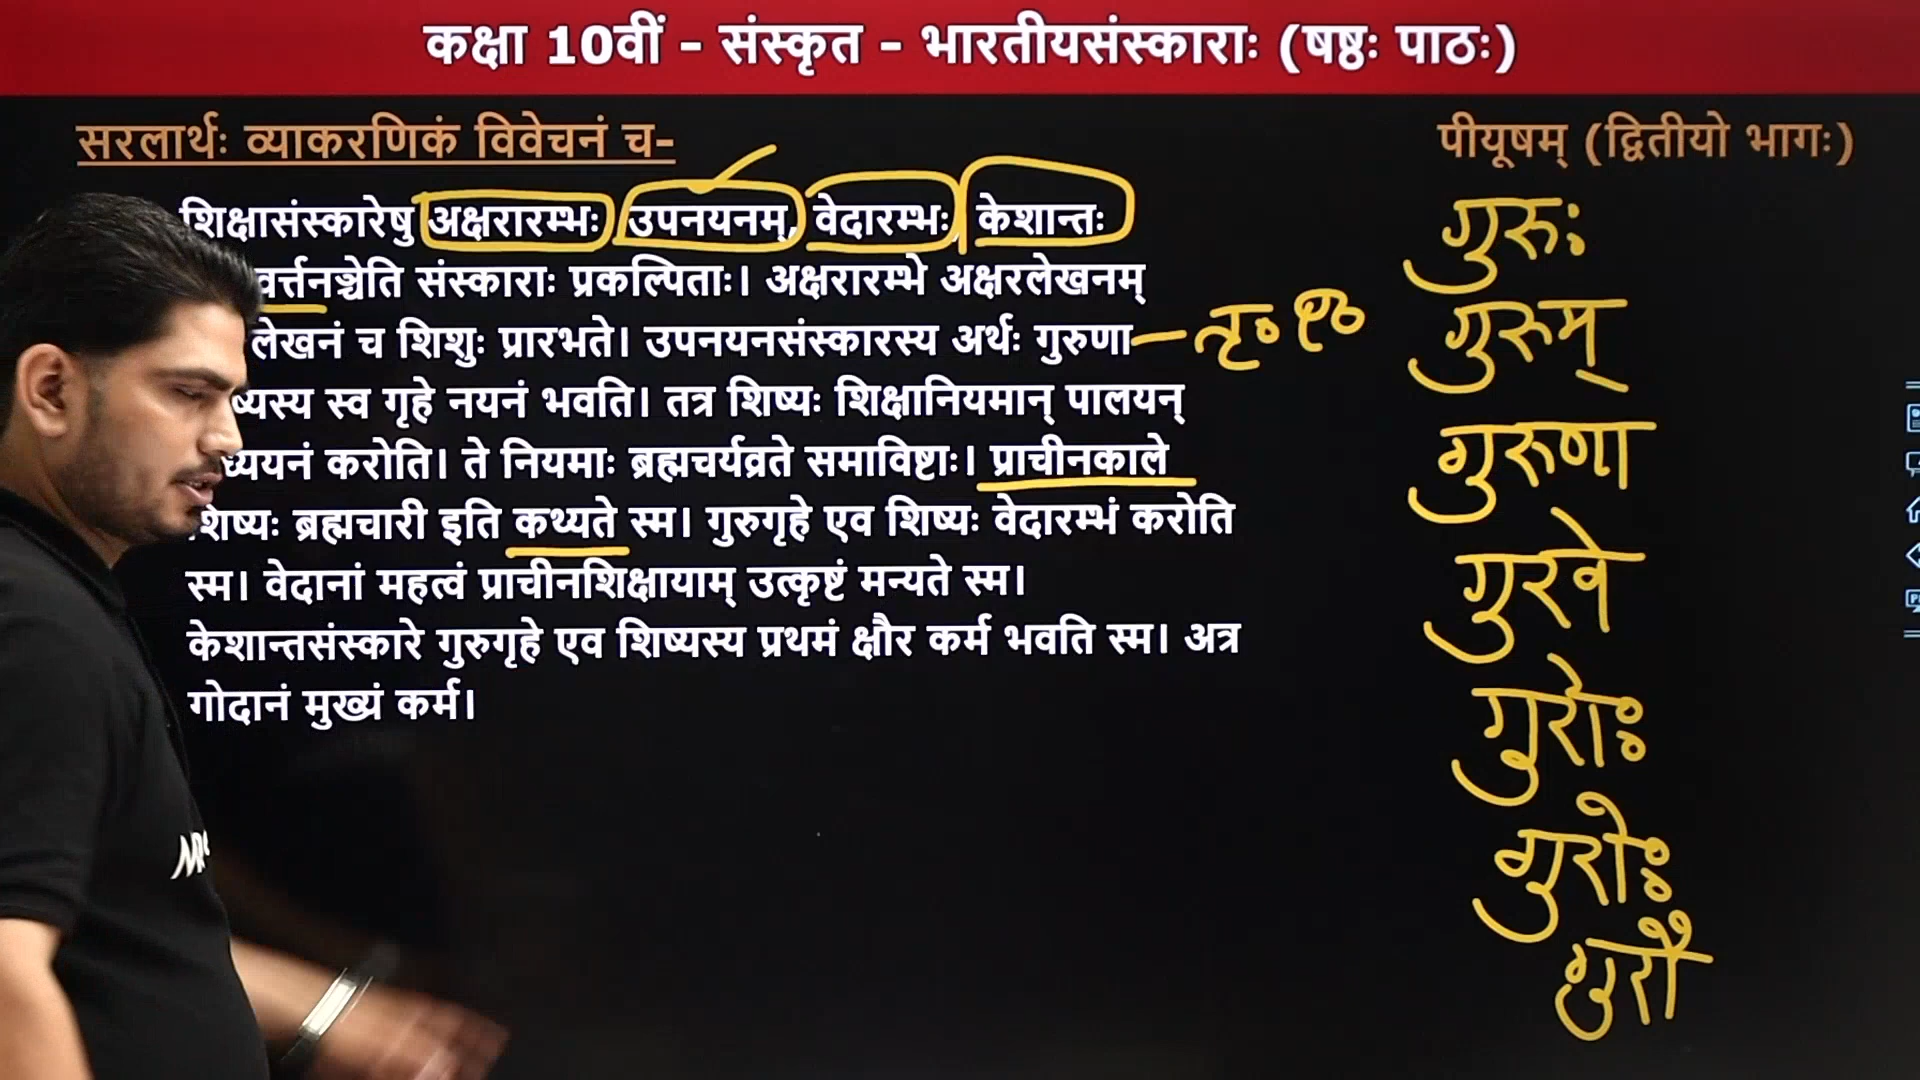 कक्षा 10वीं - संस्कृत - भारतीयसंस्काराः (षष्ठः पाठः)
सरलार्थः व्याकरणिकं विवेचनं च-
पीयूषम् (द्वितीयो भागः)
शिक्षासंस्कारेषु अक्षरारम्भः उपनयनम्, वेदारम्भः, केशान्तः
वर्त्तनञ्चेति संस्काराः प्रकल्पिताः। अक्षरारम्भे अक्षरलेखनम्
लेखनं च शिशुः प्रारभते। उपनयनसंस्कारस्य अर्थः गुरुणा
ष्यस्य स्व गृहे नयनं भवति। तत्र शिष्यः शिक्षानियमान् पालयन्
ध्ययनं करोति। ते नियमाः ब्रह्मचर्यव्रते समाविष्टाः। प्राचीनकाले
शिष्यः ब्रह्मचारी इति कथ्यते स्म। गुरुगृहे एव शिष्यः वेदारम्भं करोति
स्म। वेदानां महत्वं प्राचीनशिक्षायाम् उत्कृष्टं मन्यते स्म।
केशान्तसंस्कारे गुरुगृहे एव शिष्यस्य प्रथमं क्षौर कर्म भवति स्म। अत्र
गोदानं मुख्यं कर्म।
गुरुः
गुरुम्
गुरुणा
गुरवे
गुरोः
गुरोः
गुरौ